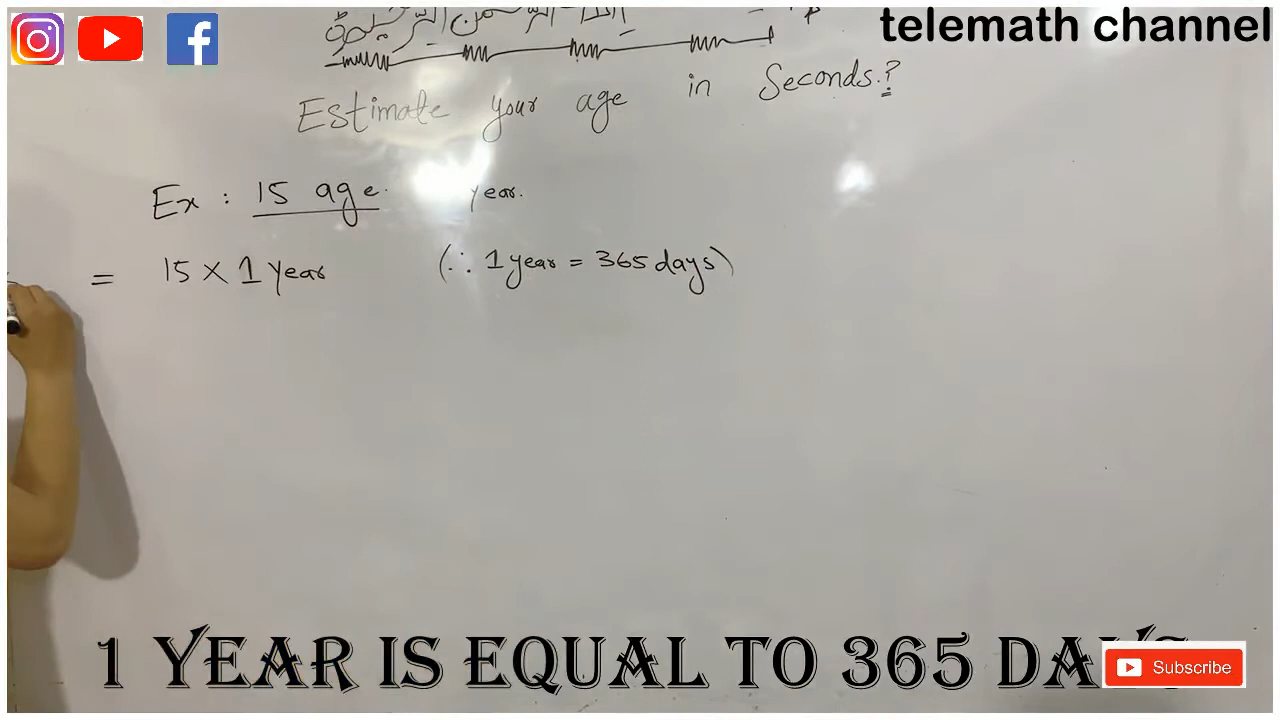 telemath channel
Estimate your age in Seconds.?
Ex : 15 age. year.
= 15 × 1 year (∴ 1 year = 365 days)
1 YEAR IS EQUAL TO 365
Subscribe